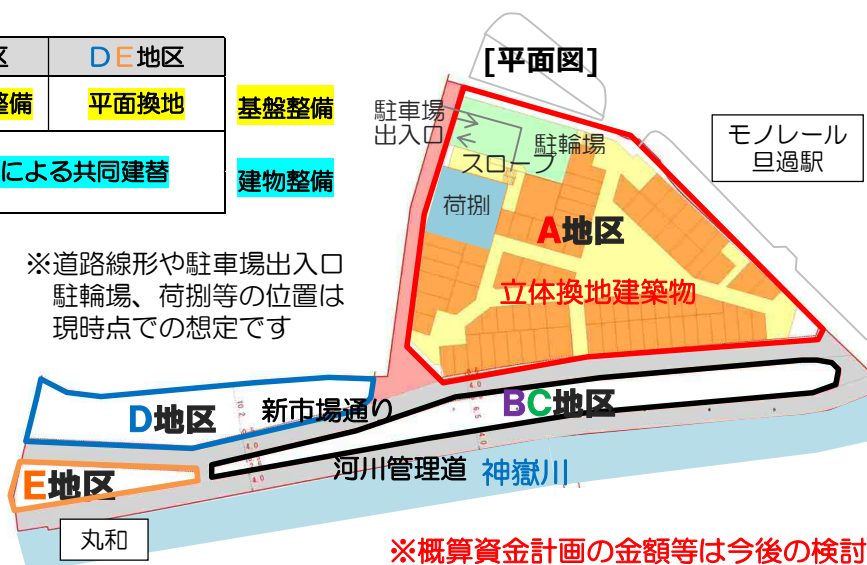 区
DE地区
[平面図]
整備
平面換地
基盤整備
駐車場
出入口
駐輪場
モノレール
旦過駅
スロープ
による共同建替
建物整備
荷捌
A地区
※道路線形や駐車場出入口
駐輪場、荷捌等の位置は
現時点での想定です
立体換地建築物
D地区
新市場通り
BC地区
E地区
河川管理道
神嶽川
丸和
※概算資金計画の金額等は今後の検討